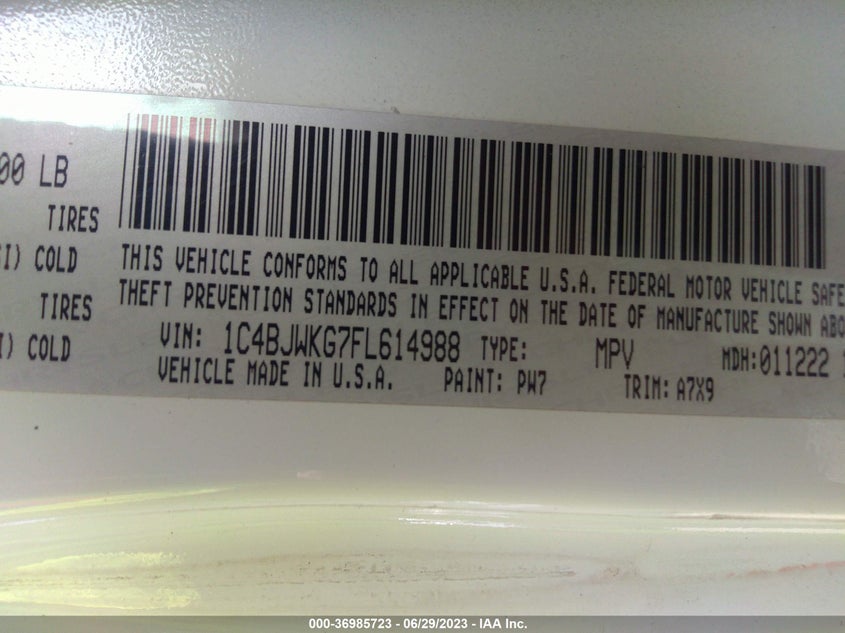 00 LB
TIRES
SI) COLD
TIRES
I) COLD
THIS VEHICLE CONFORMS TO ALL APPLICABLE U.S.A. FEDERAL MOTOR VEHICLE SAFE
THEFT PREVENTION STANDARDS IN EFFECT ON THE DATE OF MANUFACTURE SHOWN ABO
VIN: 1C4BJWKG7FL614988 TYPE: MPV MDH:011222
VEHICLE MADE IN U.S.A. PAINT: PW7 TRIM: A7X9
000-36985723 - 06/29/2023 - IAA Inc.